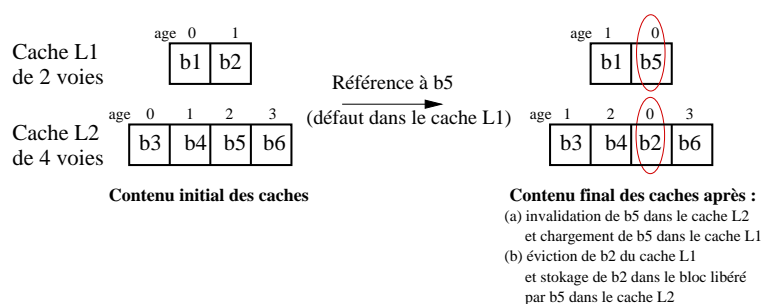 age 0 1
Cache L1
de 2 voies
b1 b2
age 0 1 2 3
Cache L2
de 4 voies
b3 b4 b5 b6
Contenu initial des caches
Référence à b5
(défaut dans le cache L1)
age 1 0
b1 b5
age 1 2 0 3
b3 b4 b2 b6
Contenu final des caches après :
(a) invalidation de b5 dans le cache L2
et chargement de b5 dans le cache L1
(b) éviction de b2 du cache L1
et stokage de b2 dans le bloc libéré
par b5 dans le cache L2